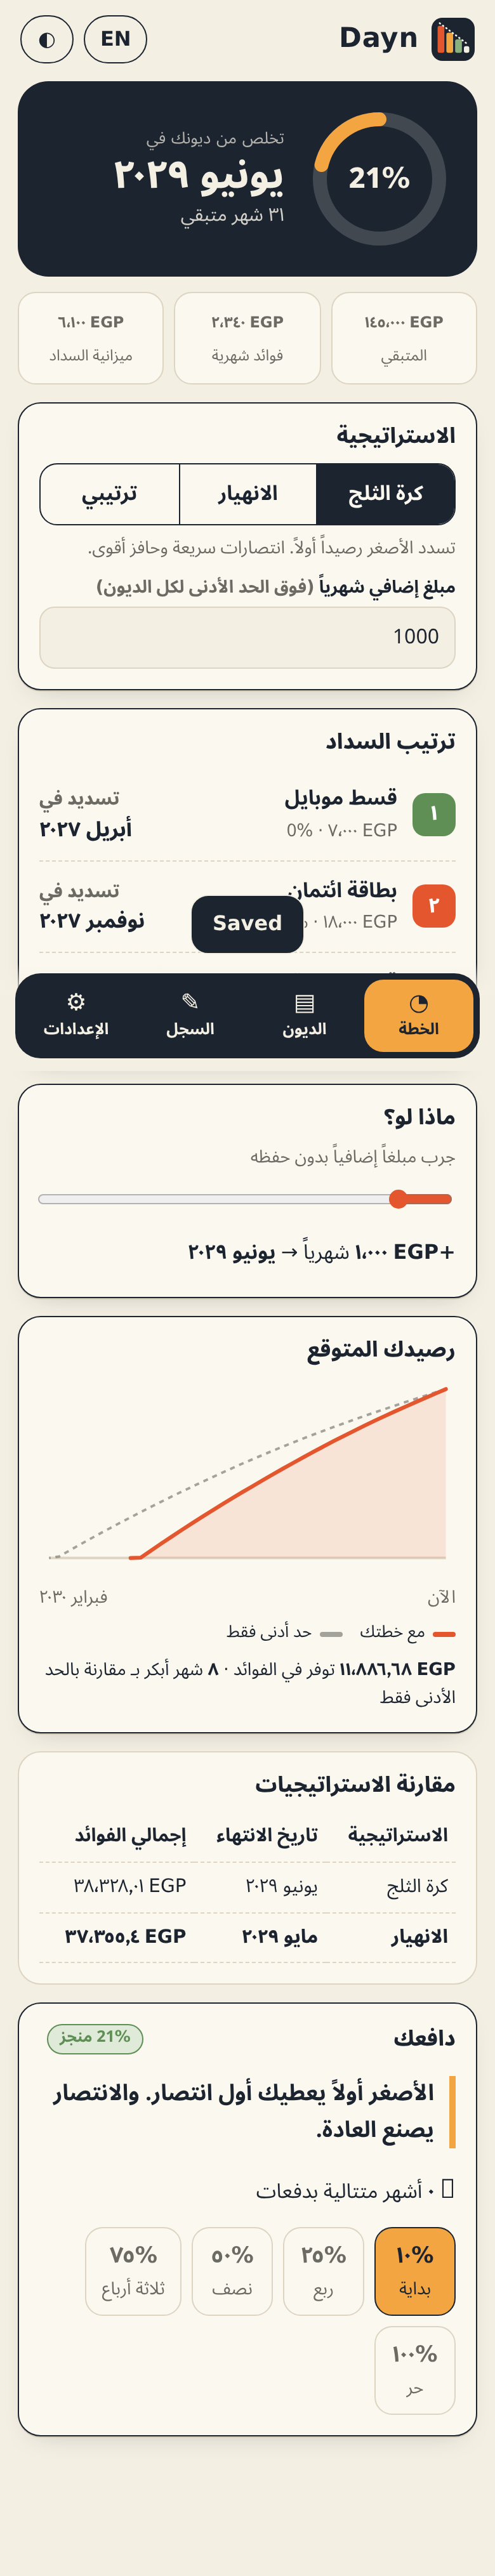 Dayn
EN
21%
تخلص من ديونك في
يونيو ٢٠٢٩
٣١ شهر متبقي
١٤٥،٠٠٠ EGP
المتبقي
٢،٣٤٠ EGP
فوائد شهرية
٦،١٠٠ EGP
ميزانية السداد
الاستراتيجية
كرة الثلج
الانهيار
ترتيبي
تسدد الأصغر رصيداً أولاً. انتصارات سريعة وحافز أقوى.
مبلغ إضافي شهرياً (فوق الحد الأدنى لكل الديون)
1000
ترتيب السداد
١
قسط موبايل
0% · ٧،٠٠٠ EGP
تسديد في
أبريل ٢٠٢٧
٢
بطاقة ائتمان
· ١٨،٠٠٠ EGP
تسديد في
نوفمبر ٢٠٢٧
Saved
الخطة
الديون
السجل
الإعدادات
ماذا لو؟
جرب مبلغاً إضافياً بدون حفظه
+١،٠٠٠ EGP شهرياً → يونيو ٢٠٢٩
رصيدك المتوقع
الآن
فبراير ٢٠٣٠
مع خطتك
حد أدنى فقط
١١،٨٨٦,٦٨ EGP توفر في الفوائد · ٨ شهر أبكر بـ مقارنة بالحد
الأدنى فقط
مقارنة الاستراتيجيات
الاستراتيجية تاريخ الانتهاء إجمالي الفوائد
كرة الثلج يونيو ٢٠٢٩ ٣٨،٣٢٨,٠١ EGP
الانهيار مايو ٢٠٢٩ ٣٧،٣٥٥,٤ EGP
دافعك
21% منجز
الأصغر أولاً يعطيك أول انتصار. والانتصار
يصنع العادة.
٠ أشهر متتالية بدفعات
١٠%
بداية
٢٥%
ربع
٥٠%
نصف
٧٥%
ثلاثة أرباع
١٠٠%
حر